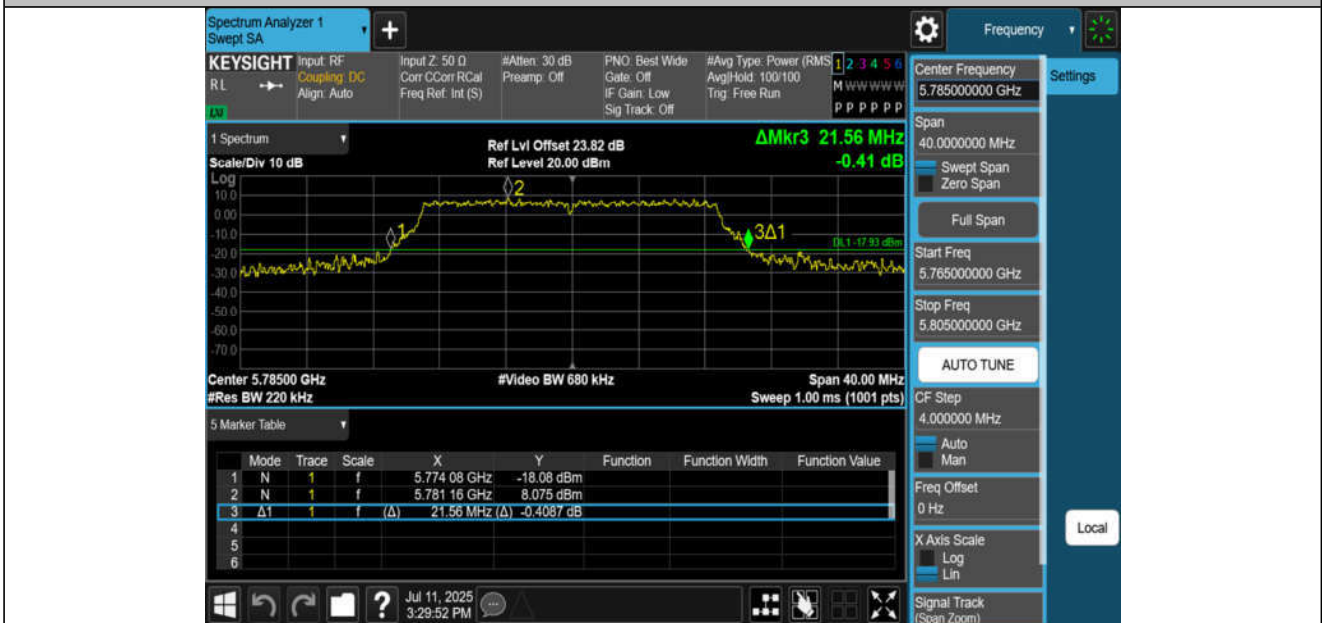 Spectrum Analyzer 1
Swept SA
+
Frequency
KEYSIGHT
RL
LXI
Input: RF
Coupling: DC
Align: Auto
Input Z: 50 Ω
Corr CCorr RCal
Freq Ref: Int (S)
#Atten: 30 dB
Preamp: Off
PNO: Best Wide
Gate: Off
IF Gain: Low
Sig Track: Off
#Avg Type: Power (RMS
Avg|Hold: 100/100
Trig: Free Run
1 2 3 4 5 6
M W W W W W
P P P P P P
1 Spectrum
Scale/Div 10 dB
Ref Lvl Offset 23.82 dB
Ref Level 20.00 dBm
ΔMkr3 21.56 MHz
-0.41 dB
Log
10.0
0.00
-10.0
-20.0
-30.0
-40.0
-50.0
-60.0
-70.0
1
2
3Δ1
DL1 -17.93 dBm
Center 5.78500 GHz
#Video BW 680 kHz
Span 40.00 MHz
#Res BW 220 kHz
Sweep 1.00 ms (1001 pts)
5 Marker Table
Mode Trace Scale X Y Function Function Width Function Value
1 N 1 f 5.774 08 GHz -18.08 dBm
2 N 1 f 5.781 16 GHz 8.075 dBm
3 Δ1 1 f (Δ) 21.56 MHz (Δ) -0.4087 dB
4
5
6
?
Jul 11, 2025
3:29:52 PM
Center Frequency
5.785000000 GHz
Settings
Span
40.0000000 MHz
Swept Span
Zero Span
Full Span
Start Freq
5.765000000 GHz
Stop Freq
5.805000000 GHz
AUTO TUNE
CF Step
4.000000 MHz
Auto
Man
Freq Offset
0 Hz
X Axis Scale
Log
Lin
Local
Signal Track
(Span Zoom)